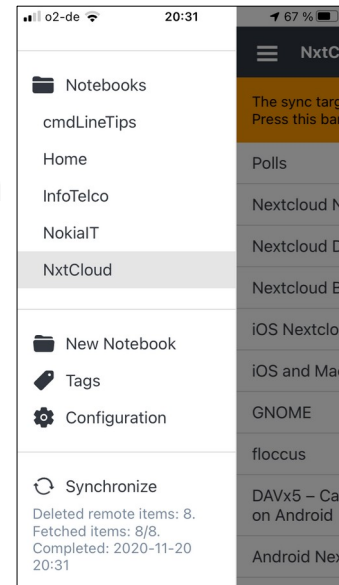 o2-de 20:31 67 %
NxtC
Notebooks
cmdLineTips
Home
InfoTelco
NokiaIT
NxtCloud
New Notebook
Tags
Configuration
Synchronize
Deleted remote items: 8.
Fetched items: 8/8.
Completed: 2020-11-20
20:31
The sync targ
Press this ba
Polls
Nextcloud N
Nextcloud D
Nextcloud E
iOS Nextclo
iOS and Ma
GNOME
floccus
DAVx5 – Ca
on Android
Android Nex